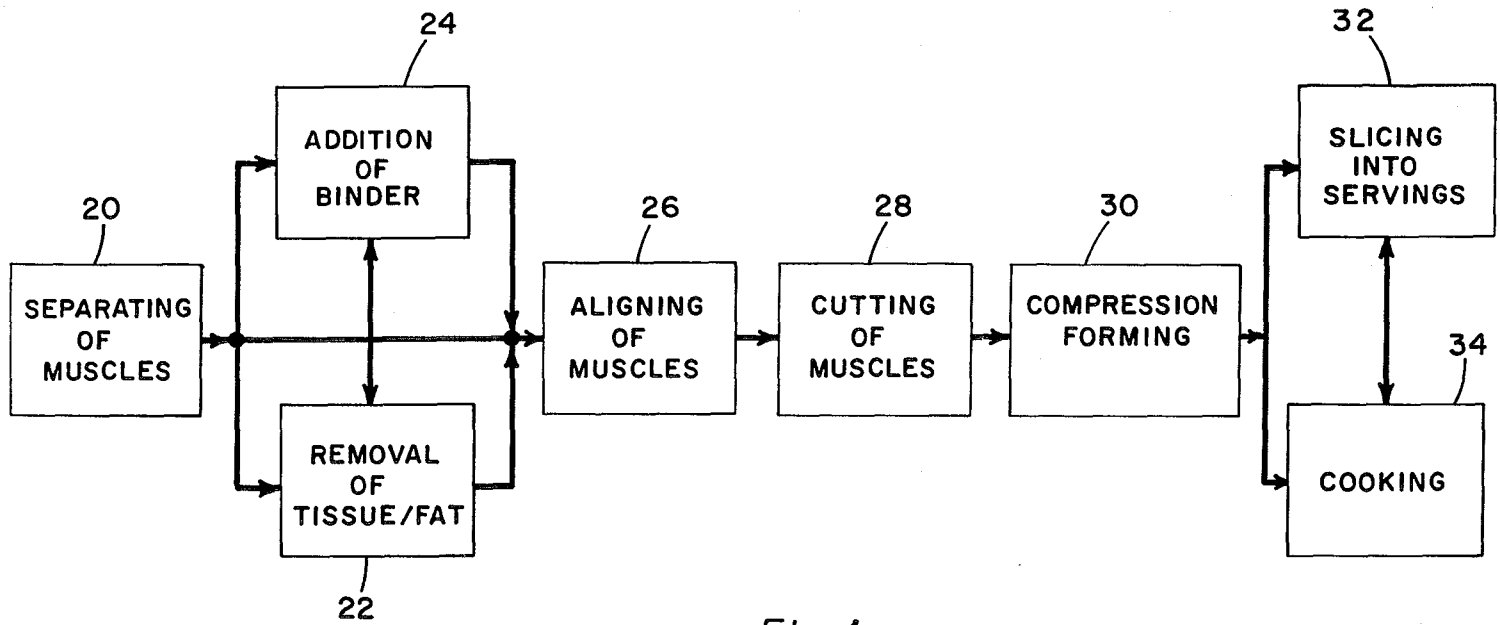 24
ADDITION
OF
BINDER
20
SEPARATING
OF
MUSCLES
REMOVAL
OF
TISSUE/FAT
22
26
ALIGNING
OF
MUSCLES
28
CUTTING
OF
MUSCLES
30
COMPRESSION
FORMING
32
SLICING
INTO
SERVINGS
34
COOKING